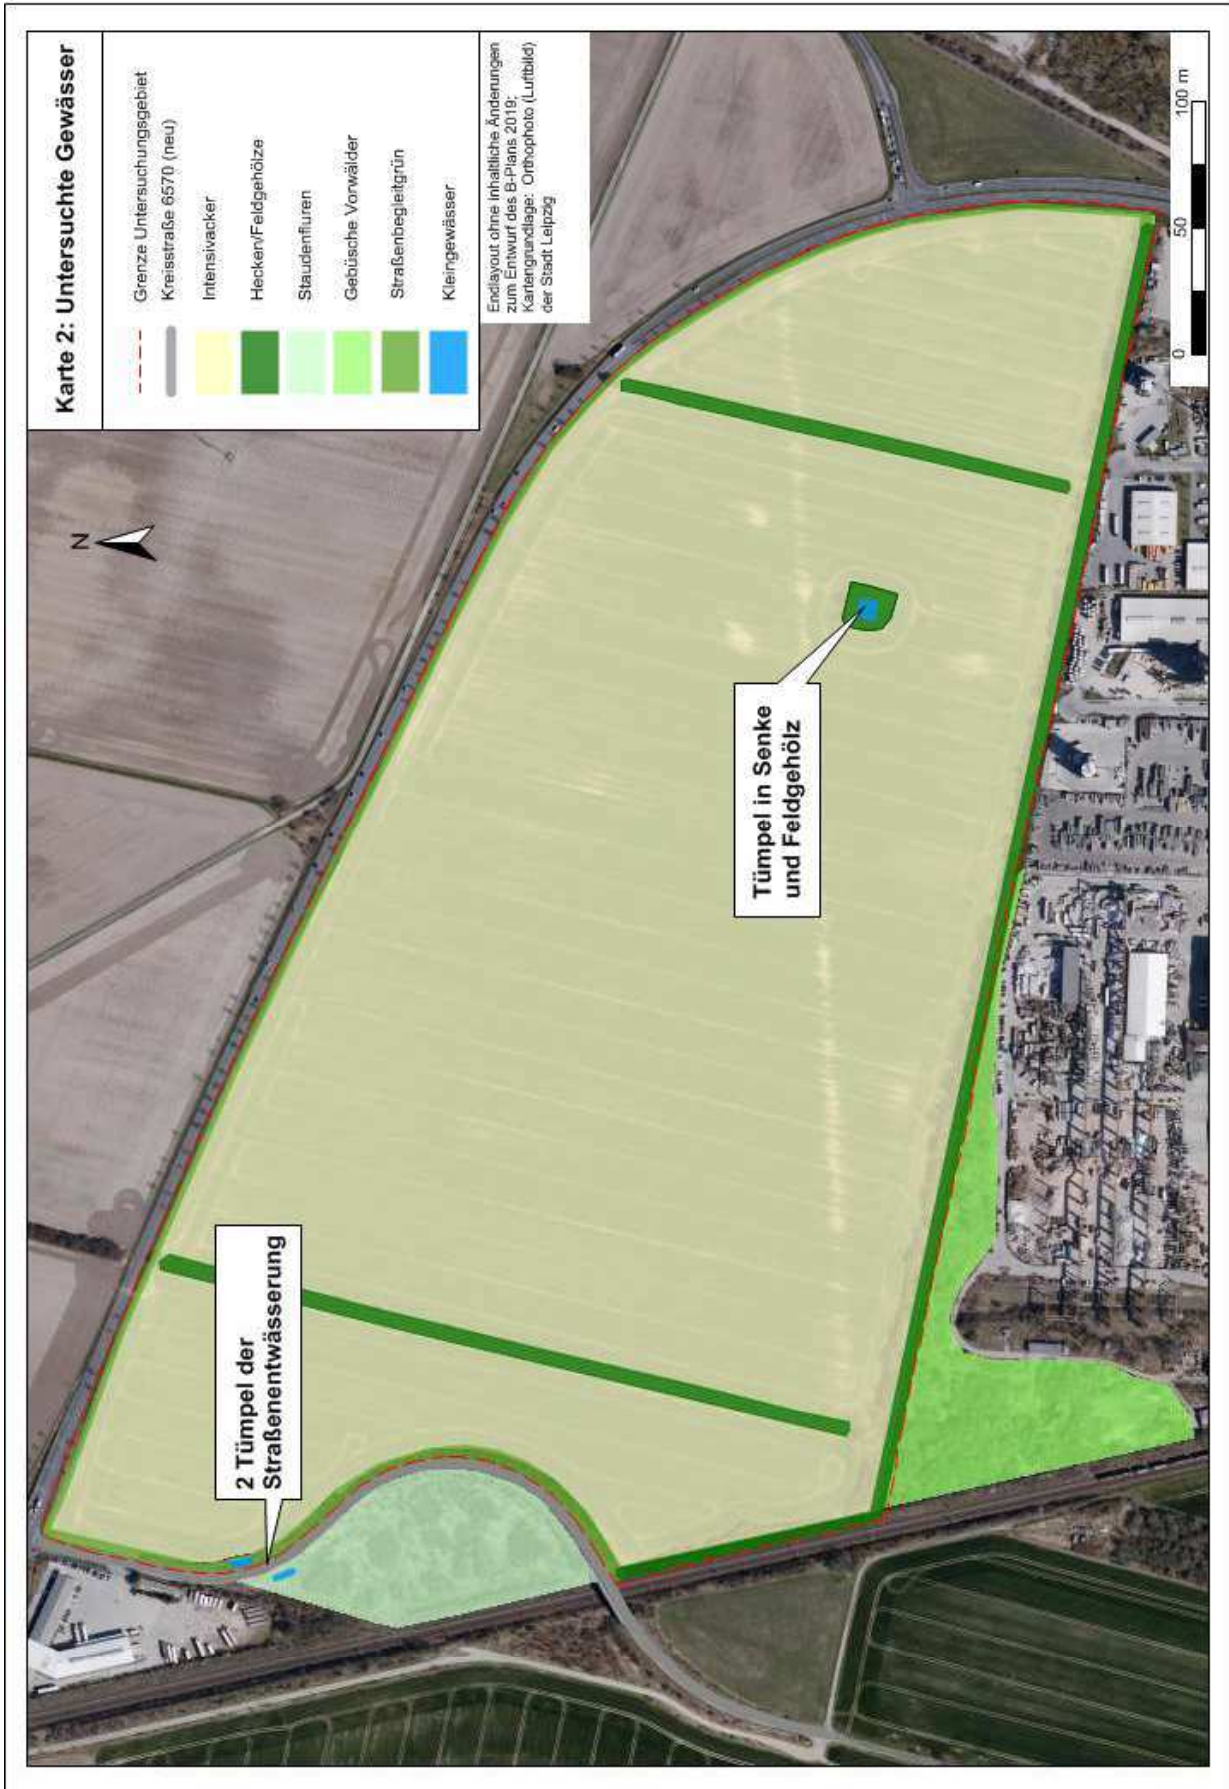 Karte 2: Untersuchte Gewässer
Grenze Untersuchungsgebiet
Kreisstraße 6570 (neu)
Intensivacker
Hecken/Feldgehölze
Staudenfluren
Gebüsche Vorwälder
Straßenbegleitgrün
Kleingewässer
Endlayout ohne inhaltliche Änderungen
zum Entwurf des B-Plans 2019;
Kartengrundlage: Orthophoto (Luftbild)
der Stadt Leipzig
N
2 Tümpel der
Straßenentwässerung
Tümpel in Senke
und Feldgehölz
0 50 100 m